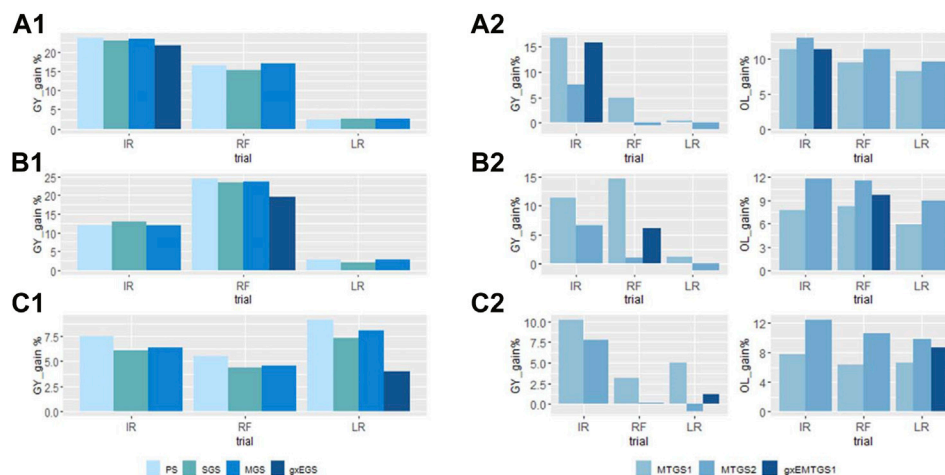 A1
GY_gain %
20
15
10
5
0
IR RF LR
trial
A2
GY_gain%
15
10
5
0
IR RF LR
trial
OL_gain%
10
5
0
IR RF LR
trial
B1
GY_gain %
25
20
15
10
5
0
IR RF LR
trial
B2
GY_gain%
15
10
5
0
IR RF LR
trial
OL_gain%
12
9
6
3
0
IR RF LR
trial
C1
GY_gain %
7.5
5.0
2.5
0.0
IR RF LR
trial
C2
GY_gain%
10.0
7.5
5.0
2.5
0.0
IR RF LR
trial
OL_gain%
12
8
4
0
IR RF LR
trial
PS SGS MGS gxEGS
MTGS1 MTGS2 gxEMTGS1